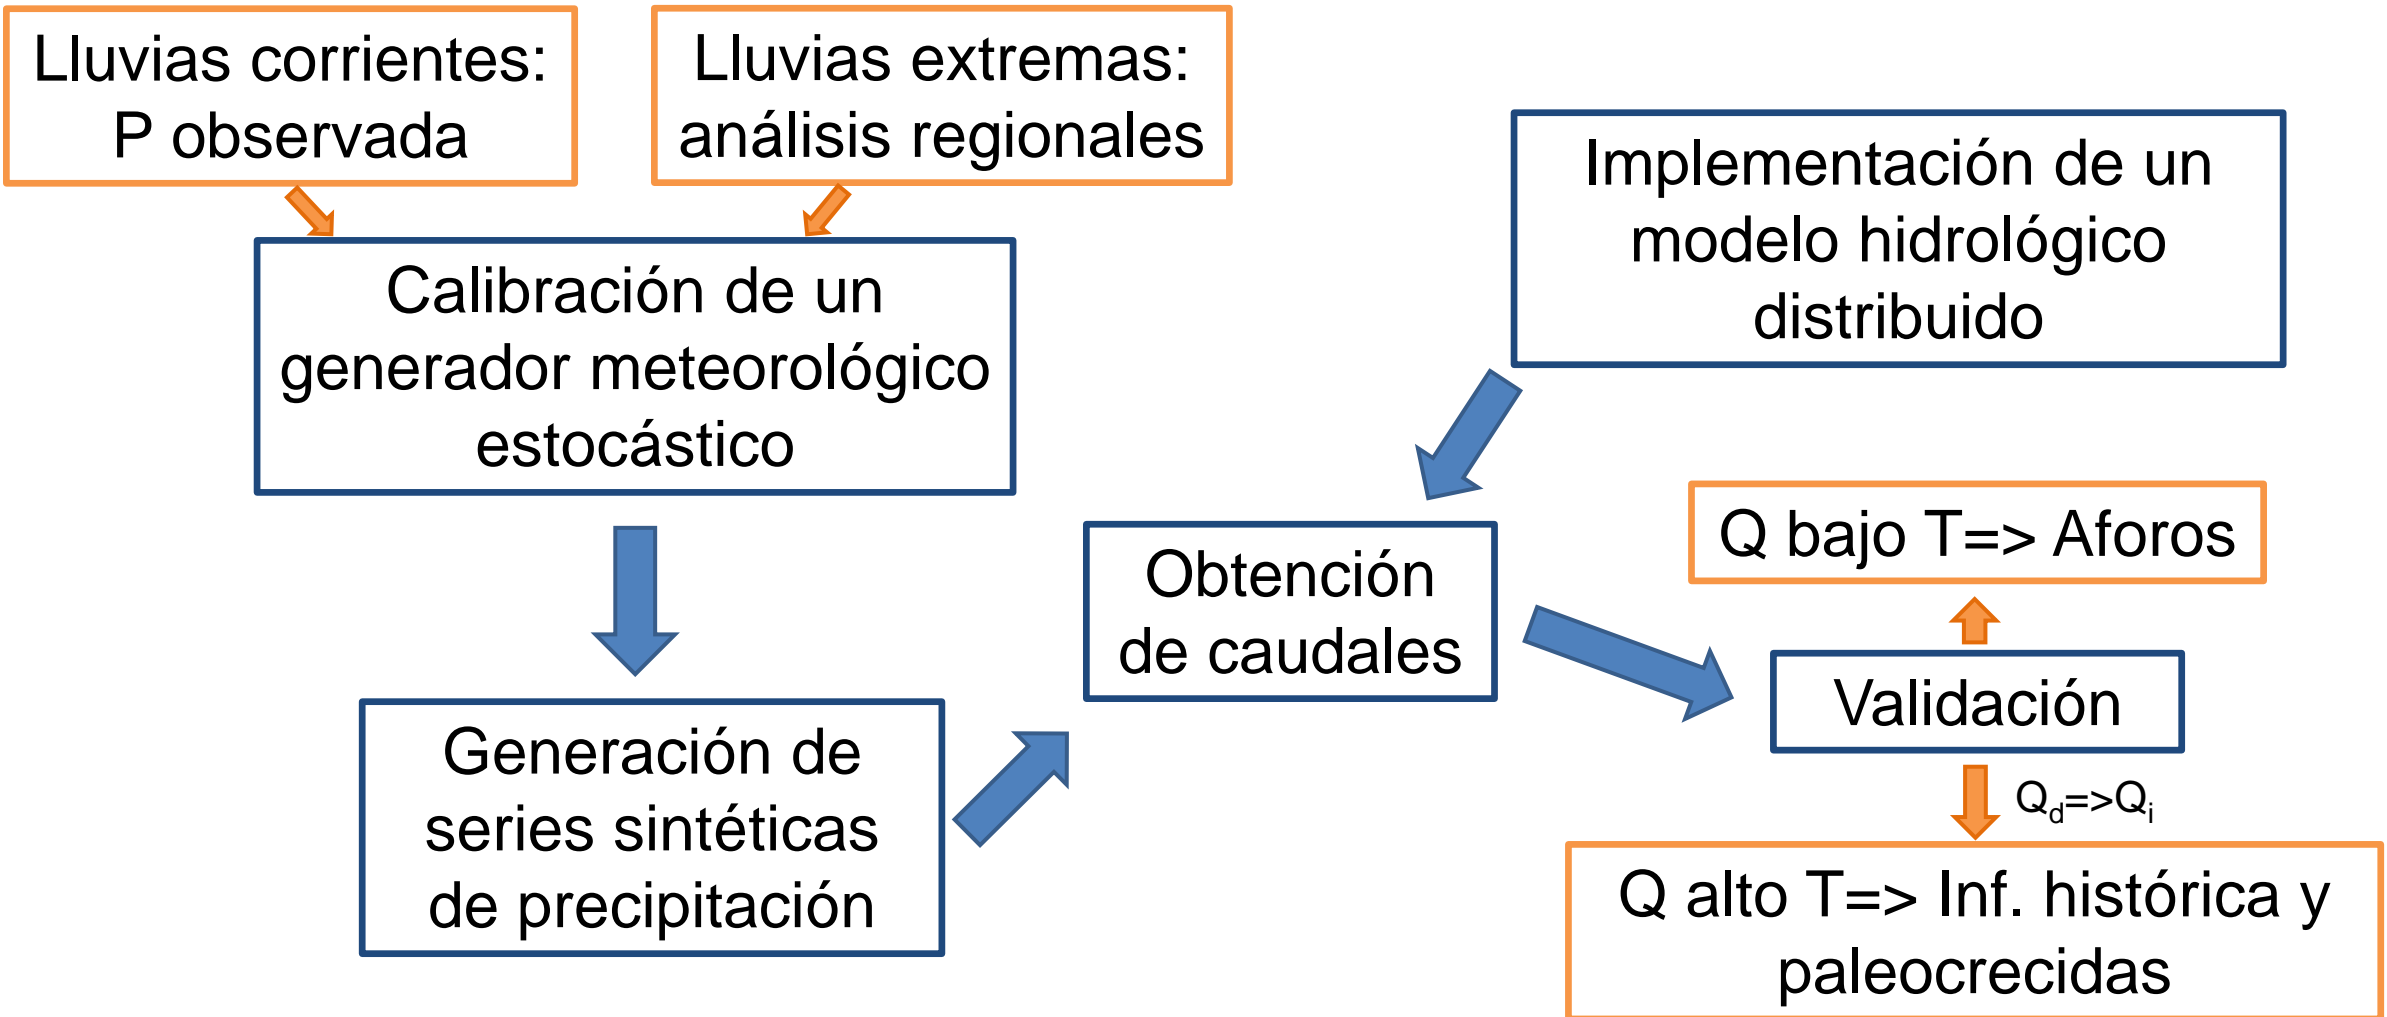 Lluvias corrientes:
P observada
Lluvias extremas:
análisis regionales
Calibración de un
generador meteorológico
estocástico
Generación de
series sintéticas
de precipitación
Implementación de un
modelo hidrológico
distribuido
Obtención
de caudales
Q bajo T=> Aforos
Validación
Qd=>Qi
Q alto T=> Inf. histórica y
paleocrecidas